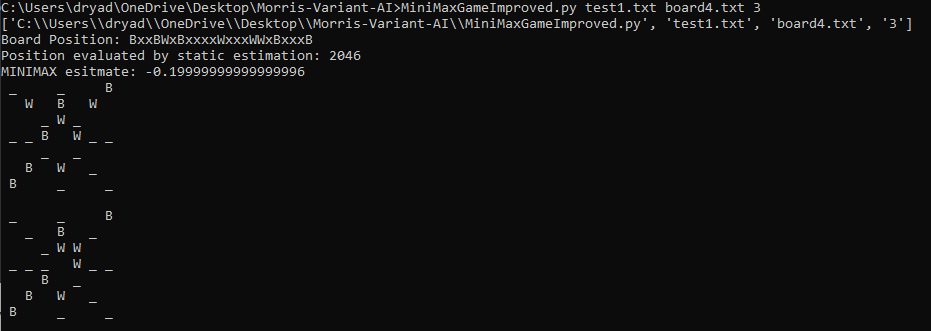 C:\Users\dryad\OneDrive\Desktop\Morris-Variant-AI>MiniMaxGameImproved.py test1.txt board4.txt 3
['C:\\Users\\dryad\\OneDrive\\Desktop\\Morris-Variant-AI\\MiniMaxGameImproved.py', 'test1.txt', 'board4.txt', '3']
Board Position: BxxBWxBxxxxWxxxWWxBxxxB
Position evaluated by static estimation: 2046
MINIMAX esitmate: -0.19999999999999996
 _     _     B
   W   B   W
     _ W _
 _ _ B   W _ _
     _   _
   B   W   _
 B     _     _

 _     _     B
   _   B   _
     _ W W
 _ _ _   W _ _
     B   _
   B   W   _
 B     _     _